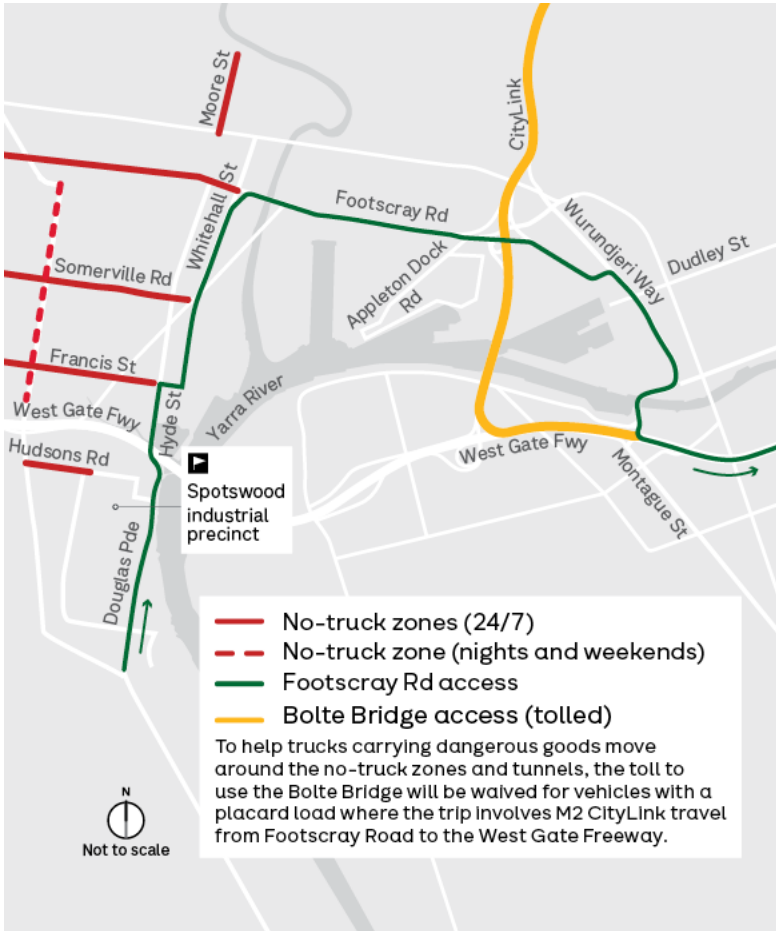 Moore St
CityLink
Whitehall St
Footscray Rd
Wurundjeri Way
Dudley St
Somerville Rd
Appleton Dock
Rd
Francis St
Yarra River
Hyde St
West Gate Fwy
West Gate Fwy
Hudsons Rd
Montague St
Spotswood
industrial
precinct
Douglas Pde
No-truck zones (24/7)
No-truck zone (nights and weekends)
Footscray Rd access
Bolte Bridge access (tolled)
To help trucks carrying dangerous goods move
around the no-truck zones and tunnels, the toll to
use the Bolte Bridge will be waived for vehicles with a
placard load where the trip involves M2 CityLink travel
from Footscray Road to the West Gate Freeway.
N
Not to scale